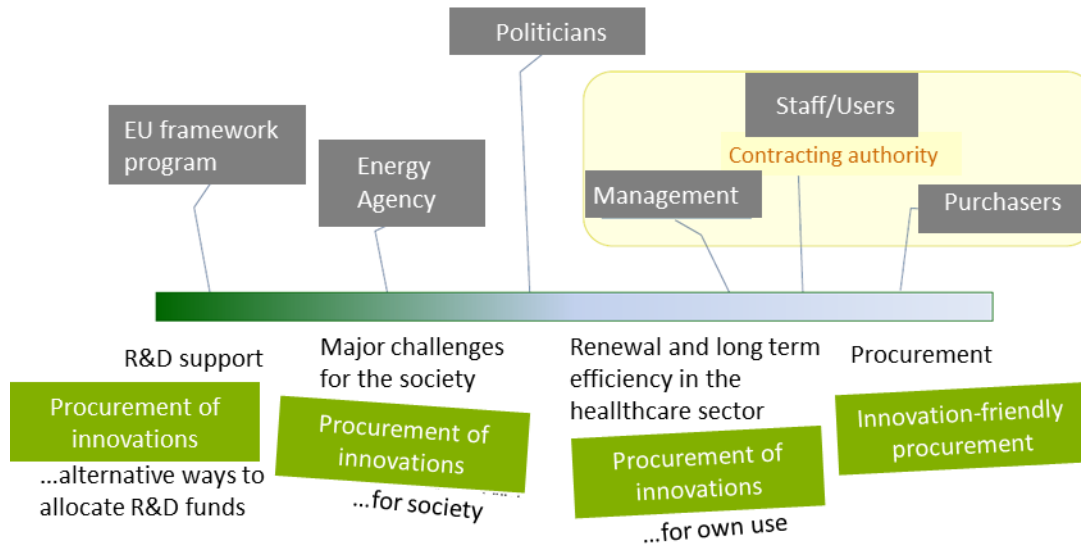 Politicians
EU framework
program
Energy
Agency
Staff/Users
Contracting authority
Management
Purchasers
R&D support
Procurement of
innovations
...alternative ways to
allocate R&D funds
Major challenges
for the society
Procurement of
innovations
...for society
Renewal and long term
efficiency in the
heallthcare sector
Procurement of
innovations
...for own use
Procurement
Innovation-friendly
procurement